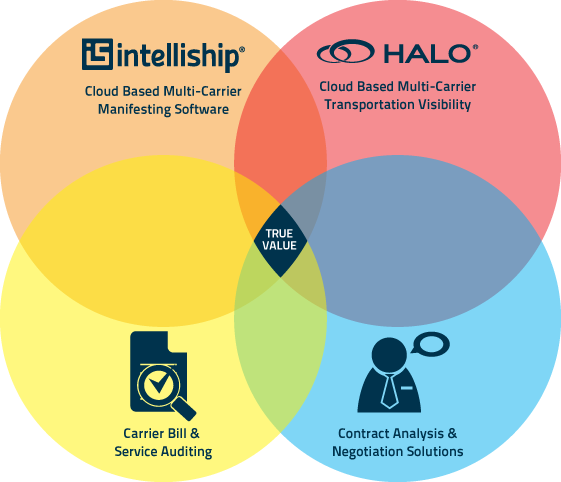 intelliship®
Cloud Based Multi-Carrier
Manifesting Software
HALO®
Cloud Based Multi-Carrier
Transportation Visibility
TRUE
VALUE
Carrier Bill &
Service Auditing
Contract Analysis &
Negotiation Solutions